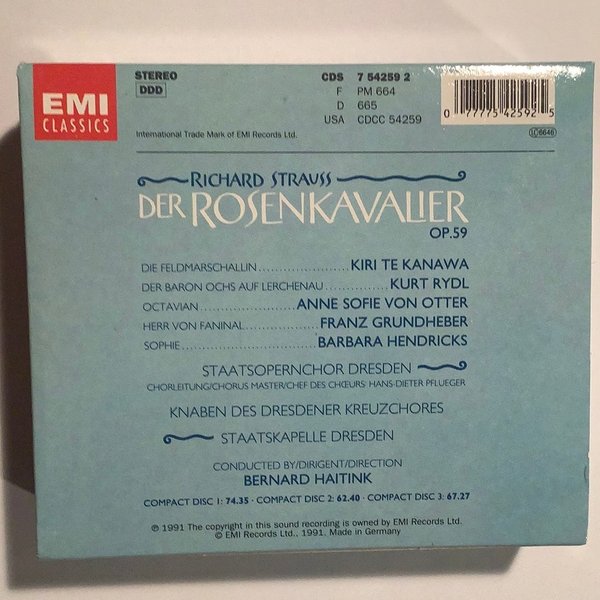 EMI
CLASSICS
STEREO
DDD
International Trade Mark of EMI Records Ltd.
CDS 7 54259 2
F PM 664
D 665
USA CDCC 54259
0 77775 42592 5
LC 6646
RICHARD STRAUSS
DER ROSENKAVALIER
OP.59
DIE FELDMARSCHALLIN KIRI TE KANAWA
DER BARON OCHS AUF LERCHENAU KURT RYDL
OCTAVIAN ANNE SOFIE VON OTTER
HERR VON FANINAL FRANZ GRUNDHEBER
SOPHIE BARBARA HENDRICKS
STAATSOPERNCHOR DRESDEN
CHORLEITUNG/CHORUS MASTER/CHEF DES CHŒURS: HANS-DIETER PFLUEGER
KNABEN DES DRESDENER KREUZCHORES
STAATSKAPELLE DRESDEN
CONDUCTED BY/DIRIGENT/DIRECTION
BERNARD HAITINK
COMPACT DISC 1: 74.35 · COMPACT DISC 2: 62.40 · COMPACT DISC 3: 67.27
℗ 1991 The copyright in this sound recording is owned by EMI Records Ltd.
© EMI Records Ltd., 1991. Made in Germany